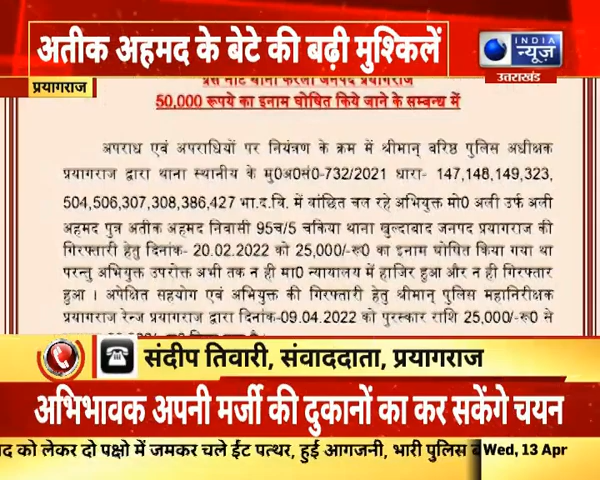 अतीक अहमद के बेटे की बढ़ी मुश्किलें
INDIA
न्यूज़
उत्तराखंड
प्रयागराज
प्रेस नोट थाना करेली जनपद प्रयागराज
50,000 रूपये का इनाम घोषित किये जाने के सम्बन्ध में
अपराध एवं अपराधियों पर नियंत्रण के क्रम में श्रीमान् वरिष्ठ पुलिस अधीक्षक
प्रयागराज द्वारा थाना स्थानीय के मु0अ0सं0-732/2021 धारा- 147,148,149,323,
504,506,307,308,386,427 भा.द.वि. में वांछित चल रहे अभियुक्त मो0 अली उर्फ अली
अहमद पुत्र अतीक अहमद निवासी 95च/5 चकिया थाना खुल्दाबाद जनपद प्रयागराज की
गिरफ्तारी हेतु दिनांक- 20.02.2022 को 25,000/-रू0 का इनाम घोषित किया गया था
परन्तु अभियुक्त उपरोक्त अभी तक न ही मा0 न्यायालय में हाजिर हुआ और न ही गिरफ्तार
हुआ । अपेक्षित सहयोग एवं अभियुक्त की गिरफ्तारी हेतु श्रीमान् पुलिस महानिरीक्षक
प्रयागराज रेन्ज प्रयागराज द्वारा दिनांक-09.04.2022 को पुरस्कार राशि 25,000/-रू0 से
संदीप तिवारी, संवाददाता, प्रयागराज
अभिभावक अपनी मर्जी की दुकानों का कर सकेंगे चयन
को लेकर दो पक्षो में जमकर चले ईंट पत्थर, हुई आगजनी, भारी पुलिस
Wed, 13 Apr